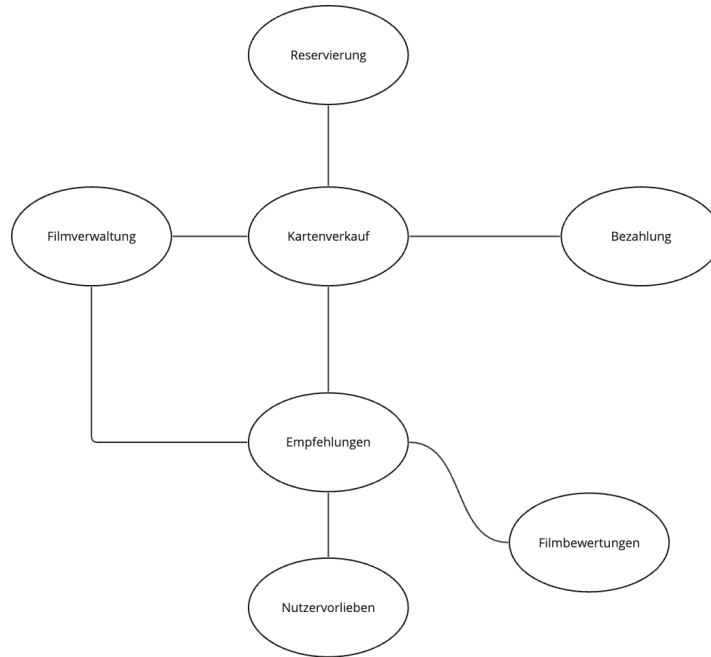 Reservierung
Filmverwaltung
Kartenverkauf
Bezahlung
Empfehlungen
Filmbewertungen
Nutzervorlieben